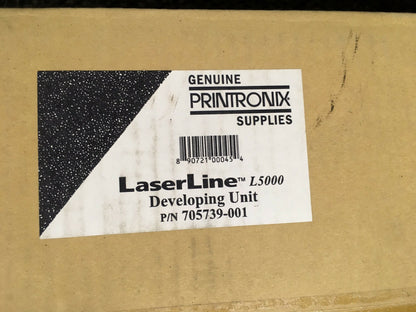 GENUINE
PRINTRONIX
SUPPLIES
8 90721 00045 4
LaserLine™ L5000
Developing Unit
P/N 705739-001